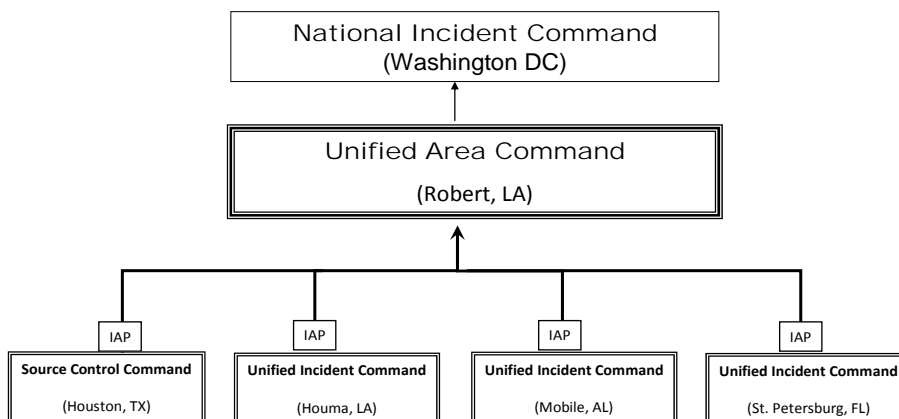 National Incident Command
(Washington DC)
Unified Area Command
(Robert, LA)
IAP
IAP
IAP
IAP
Source Control Command
(Houston, TX)
Unified Incident Command
(Houma, LA)
Unified Incident Command
(Mobile, AL)
Unified Incident Command
(St. Petersburg, FL)